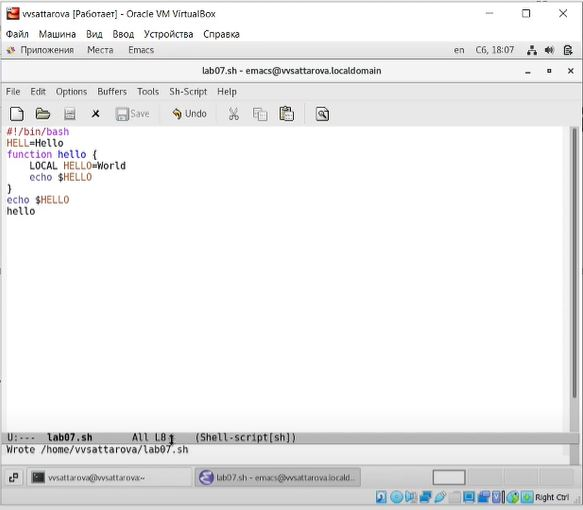 vvsattarova [Работает] - Oracle VM VirtualBox
Файл Машина Вид Ввод Устройства Справка
Приложения Места Emacs en Сб, 18:07
lab07.sh - emacs@vvsattarova.localdomain
File Edit Options Buffers Tools Sh-Script Help
Save Undo
#!/bin/bash
HELL=Hello
function hello {
    LOCAL HELLO=World
    echo $HELLO
}
echo $HELLO
hello
U:--- lab07.sh All L8 (Shell-script[sh])
Wrote /home/vvsattarova/lab07.sh
vvsattarova@vvsattarova:~ lab07.sh - emacs@vvsattarova.locald...
Right Ctrl